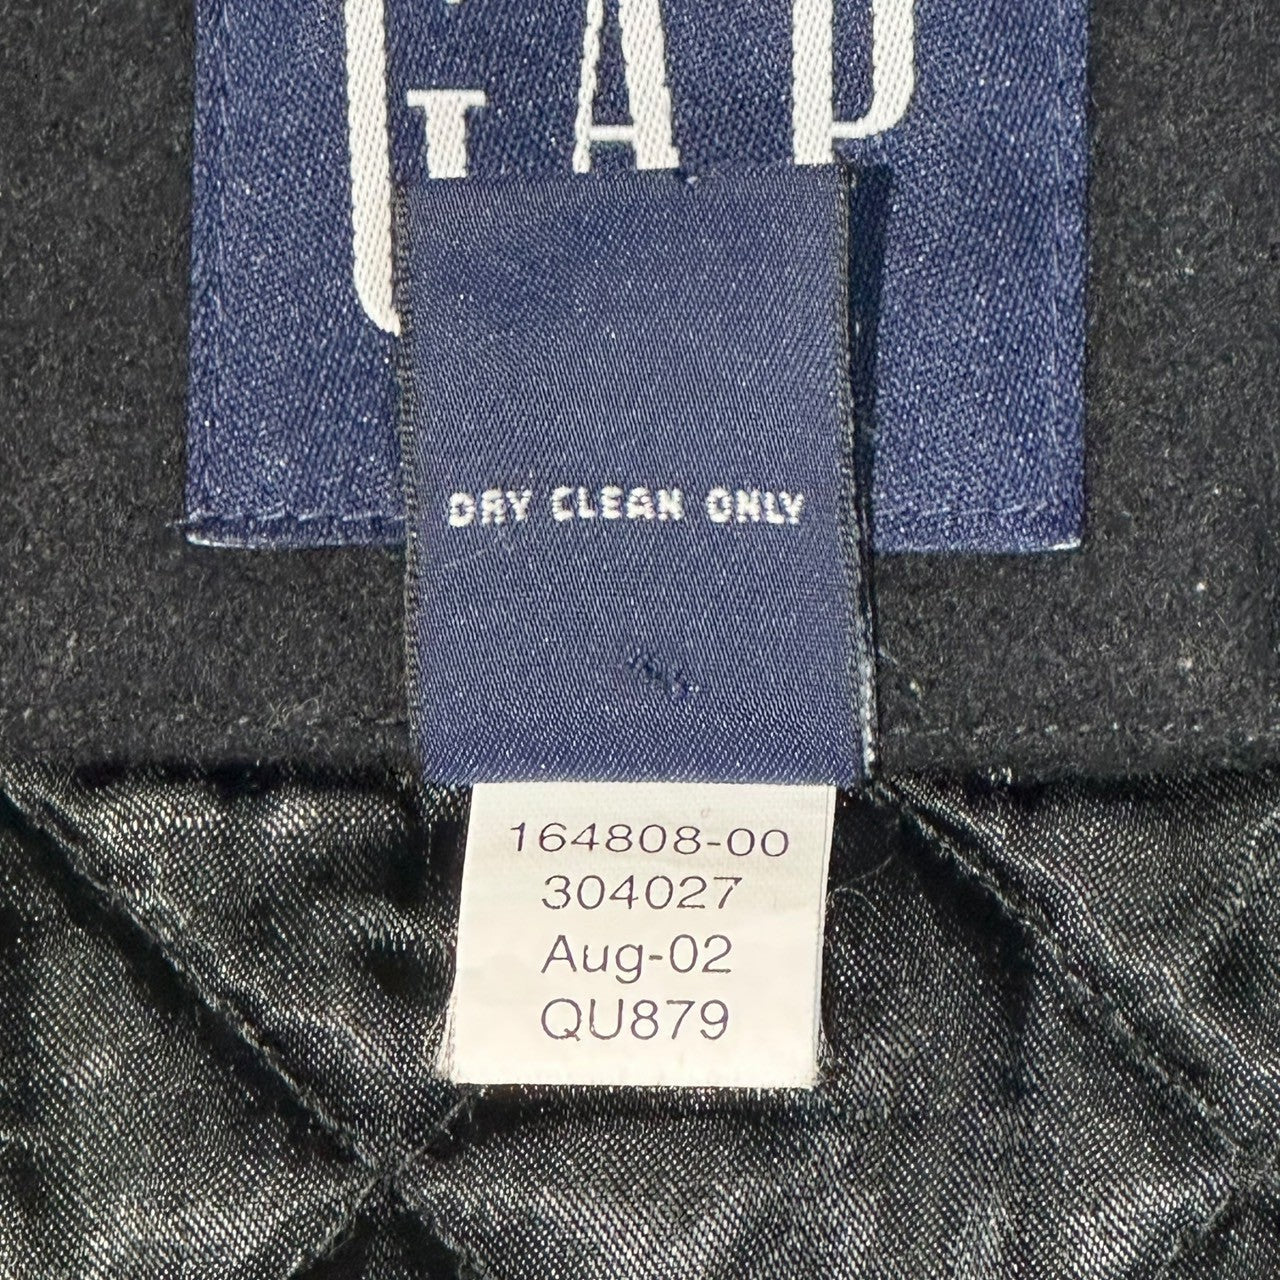 GAP
DRY CLEAN ONLY
164808-00
304027
Aug-02
QU879